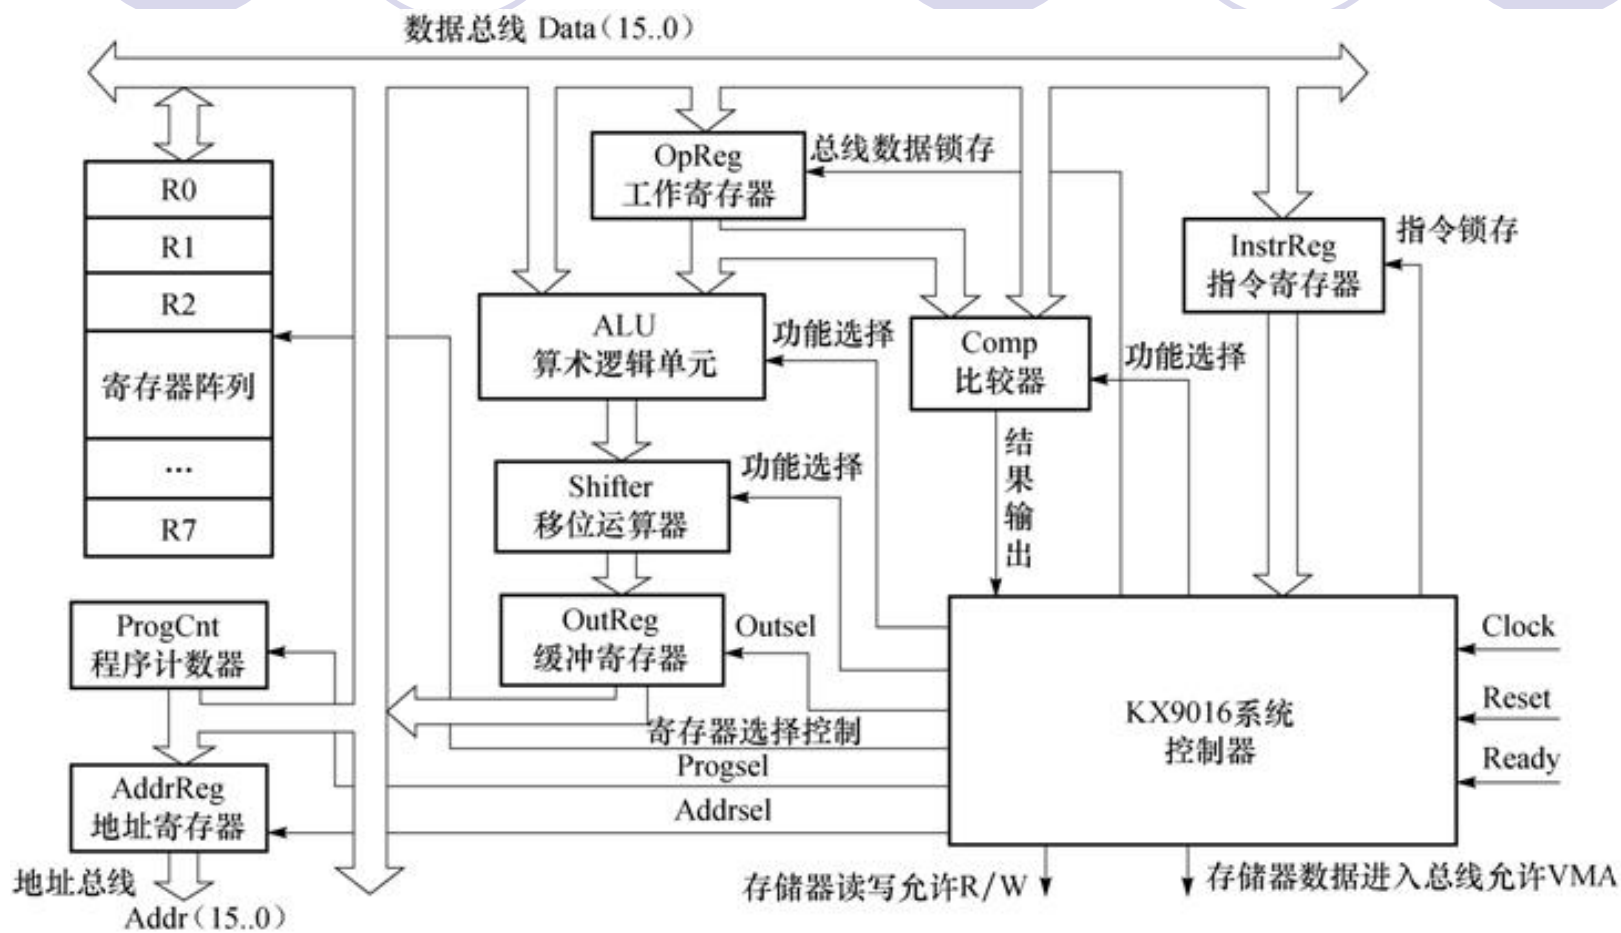 数据总线 Data(15..0)
R0
R1
R2
寄存器阵列
...
R7
OpReg
工作寄存器
总线数据锁存
InstrReg
指令寄存器
指令锁存
ALU
算术逻辑单元
功能选择
Comp
比较器
功能选择
结果输出
Shifter
移位运算器
功能选择
OutReg
缓冲寄存器
Outsel
ProgCnt
程序计数器
寄存器选择控制
Progsel
Addrsel
AddrReg
地址寄存器
地址总线
Addr(15..0)
KX9016系统
控制器
Clock
Reset
Ready
存储器读写允许R/W
存储器数据进入总线允许VMA